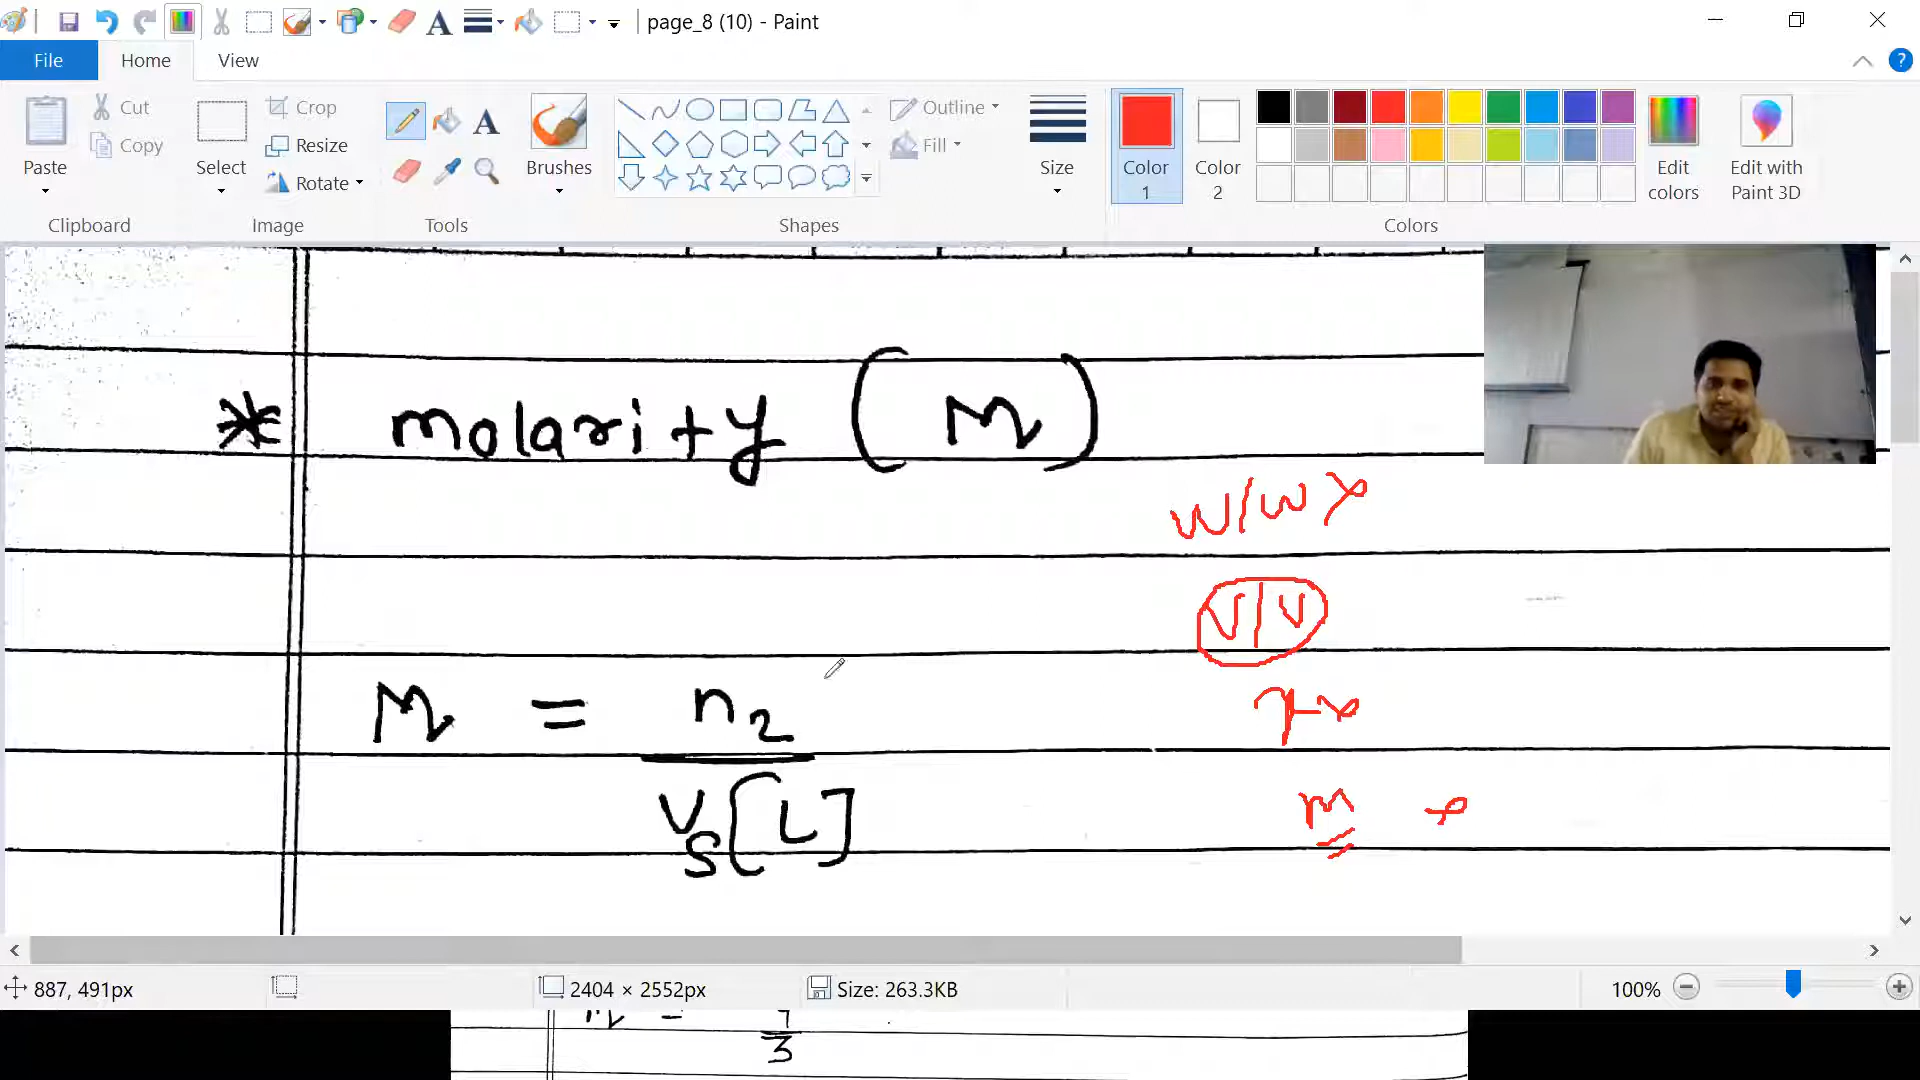 page_8 (10) - Paint
File Home View
Paste Cut Copy Clipboard
Select Crop Resize Rotate Image
Tools
Brushes
Shapes
Outline Fill
Size
Color 1 Color 2 Edit colors Edit with Paint 3D
Colors
* molarity (M)
W/W
V/V
M = n2
Vs[L]
m
887, 491px 2404 × 2552px Size: 263.3KB 100%
3